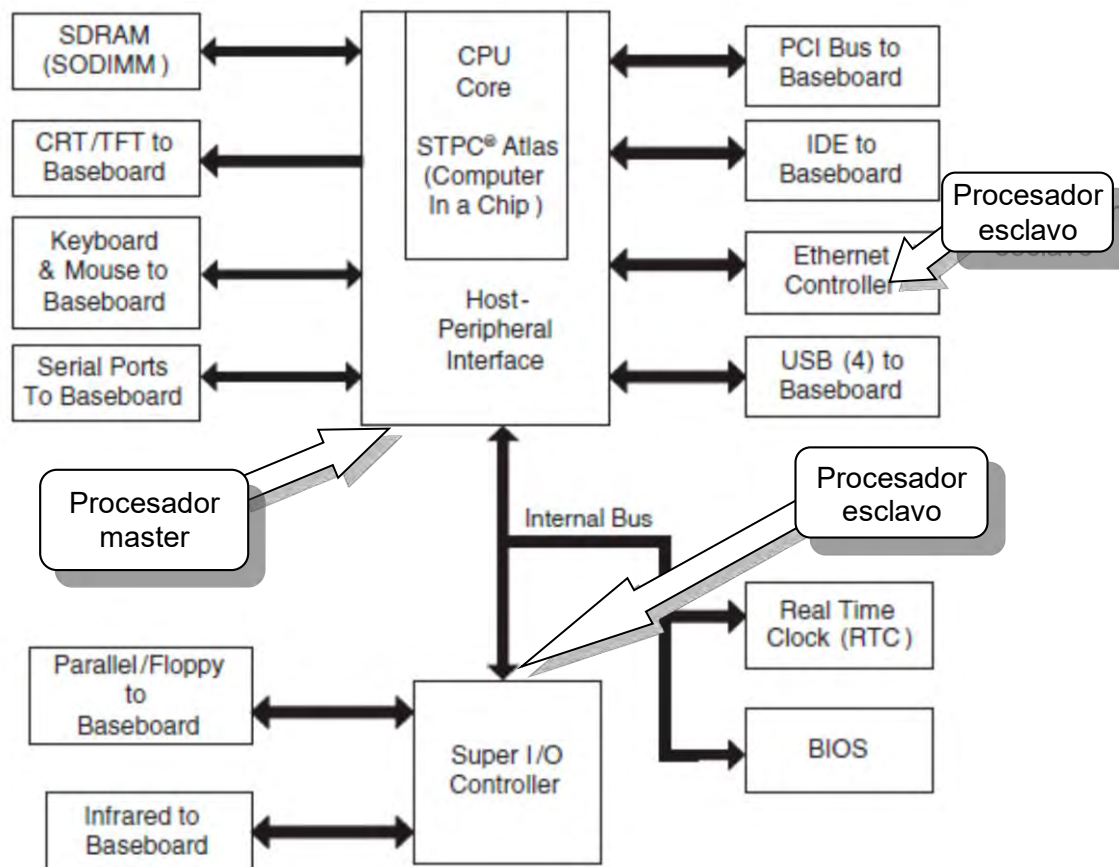 SDRAM
(SODIMM)
CRT/TFT to
Baseboard
Keyboard
& Mouse to
Baseboard
Serial Ports
To Baseboard
CPU
Core
STPC® Atlas
(Computer
In a Chip)
Host-
Peripheral
Interface
PCI Bus to
Baseboard
IDE to
Baseboard
Procesador
esclavo
Ethernet
Controller
USB (4) to
Baseboard
Procesador
master
Procesador
esclavo
Internal Bus
Real Time
Clock (RTC)
BIOS
Parallel/Floppy
to
Baseboard
Infrared to
Baseboard
Super I/O
Controller